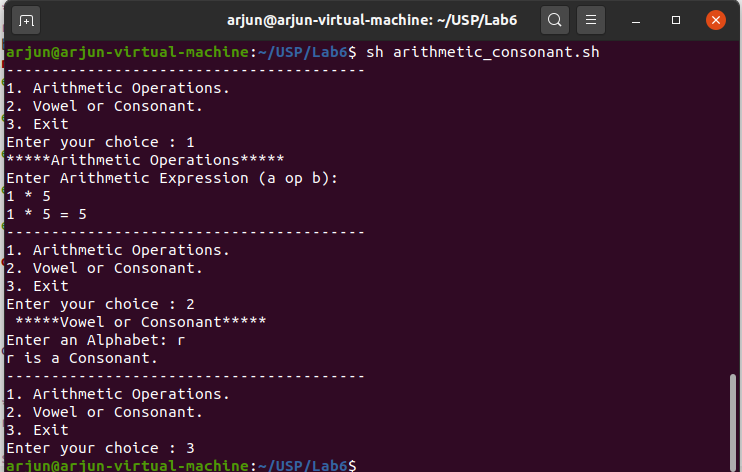 arjun@arjun-virtual-machine: ~/USP/Lab6
arjun@arjun-virtual-machine:~/USP/Lab6$ sh arithmetic_consonant.sh
----------------------------------------
1. Arithmetic Operations.
2. Vowel or Consonant.
3. Exit
Enter your choice : 1
*****Arithmetic Operations*****
Enter Arithmetic Expression (a op b):
1 * 5
1 * 5 = 5
----------------------------------------
1. Arithmetic Operations.
2. Vowel or Consonant.
3. Exit
Enter your choice : 2
 *****Vowel or Consonant*****
Enter an Alphabet: r
r is a Consonant.
----------------------------------------
1. Arithmetic Operations.
2. Vowel or Consonant.
3. Exit
Enter your choice : 3
arjun@arjun-virtual-machine:~/USP/Lab6$